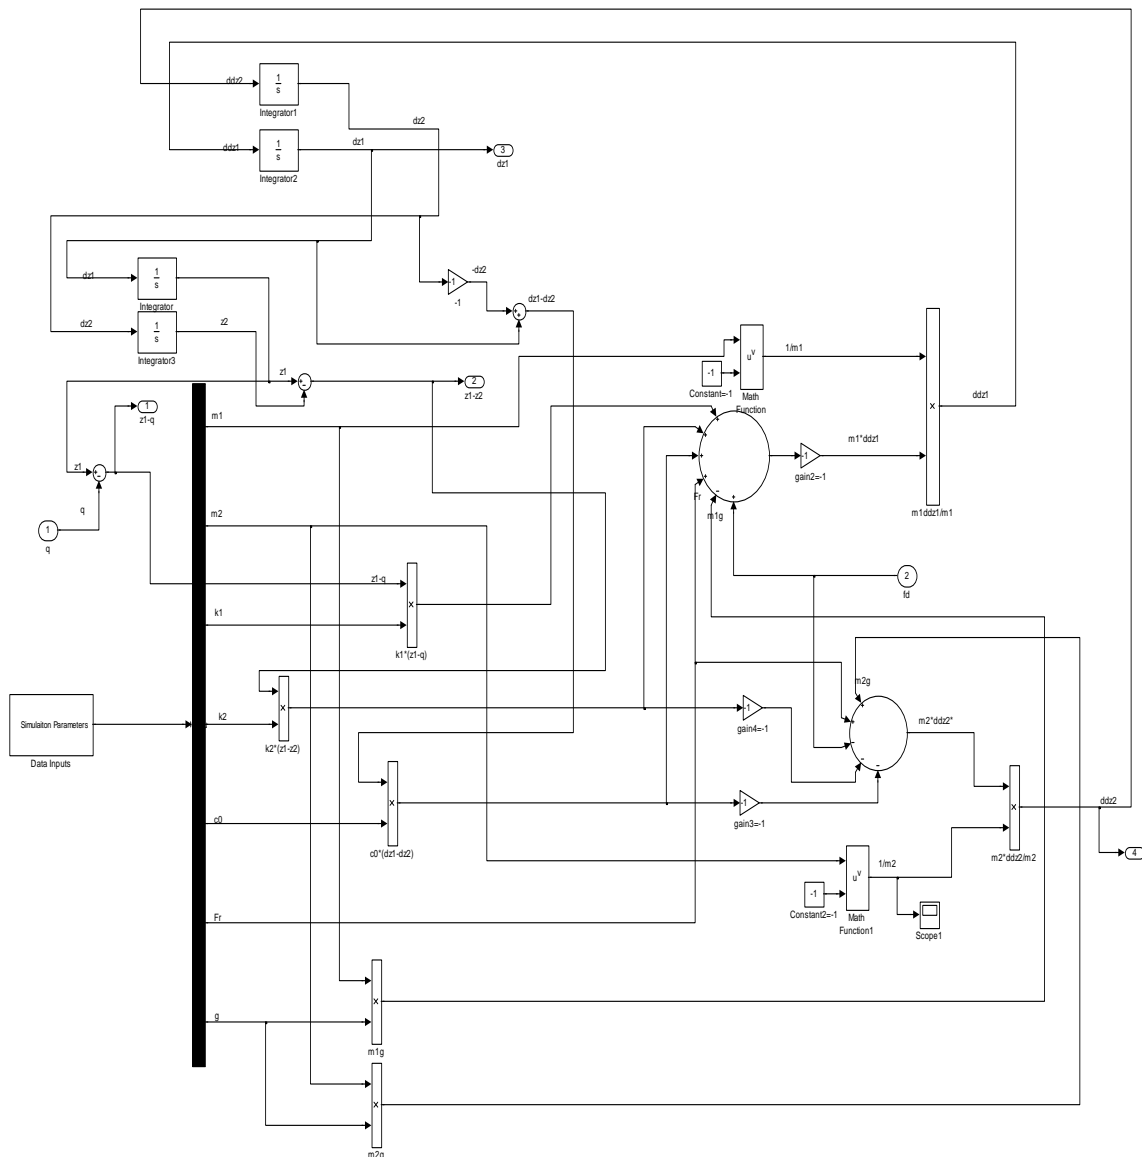 ddz2
1
s
Integrator1
dz2
ddz1
1
s
Integrator2
dz1
3
dz1
dz1
1
s
Integrator
-1
-dz2
-1
dz1-dz2
+
+
dz2
1
s
Integrator3
z2
z1
+
-
2
z1-z2
1
z1-q
z1
+
-
q
1
q
m1
m2
z1-q
k1
×
k1*(z1-q)
k2
×
k2*(z1-z2)
Simulaiton Parameters
Data Inputs
c0
×
c0*(dz1-dz2)
Fr
g
×
m1g
×
m2g
-1
Constant=-1
u^v
Math
Function
1/m1
+
+
+
+
-
+
Fr
m1g
-1
gain2=-1
m1*ddz1
×
m1ddz1/m1
ddz1
2
fd
m2g
+
+
-
-
-
-1
gain4=-1
-1
gain3=-1
m2*ddz2"
×
m2*ddz2/m2
ddz2
4
-1
Constant2=-1
u^v
Math
Function1
1/m2
Scope1